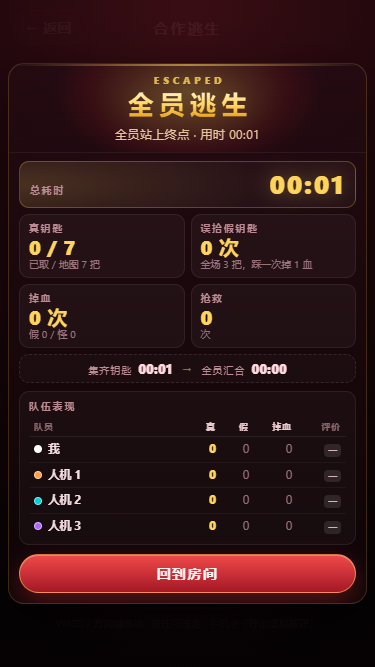 ← 返回
合作逃生
ESCAPED
全员逃生
全员站上终点 · 用时 00:01
总耗时
00:01
真钥匙
0 / 7
已取 / 地图 7 把
误拾假钥匙
0 次
全场 3 把，踩一次掉 1 血
掉血
0 次
假 0 / 怪 0
抢救
0
次
集齐钥匙 00:01 → 全员汇合 00:00
队伍表现
队员 真 假 掉血 评价
我 0 0 0 —
人机 1 0 0 0 —
人机 2 0 0 0 —
人机 3 0 0 0 —
回到房间